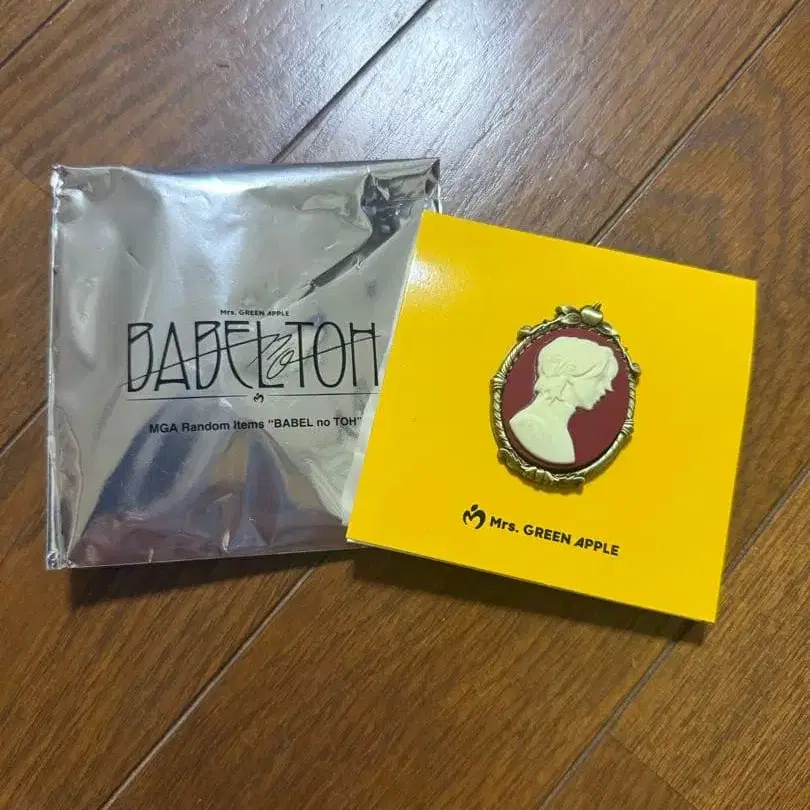 Mrs. GREEN APPLE
BABEL no TOH
MGA Random Items “BABEL no TOH”
Mrs. GREEN APPLE